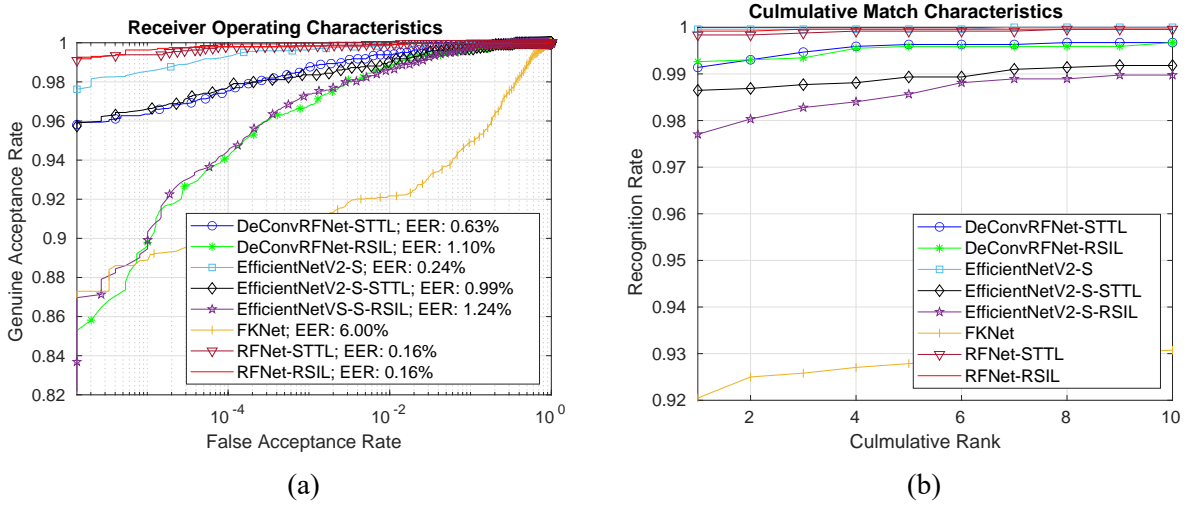 Receiver Operating Characteristics
1
0.98
0.96
0.94
0.92
0.9
0.88
0.86
0.84
0.82
Genuine Acceptance Rate
DeConvRFNet-STTL; EER: 0.63%
DeConvRFNet-RSIL; EER: 1.10%
EfficientNetV2-S; EER: 0.24%
EfficientNetV2-S-STTL; EER: 0.99%
EfficientNetVS-S-RSIL; EER: 1.24%
FKNet; EER: 6.00%
RFNet-STTL; EER: 0.16%
RFNet-RSIL; EER: 0.16%
10^-4 10^-2 10^0
False Acceptance Rate
(a)
Culmulative Match Characteristics
1
0.99
0.98
0.97
0.96
0.95
0.94
0.93
0.92
Recognition Rate
DeConvRFNet-STTL
DeConvRFNet-RSIL
EfficientNetV2-S
EfficientNetV2-S-STTL
EfficientNetV2-S-RSIL
FKNet
RFNet-STTL
RFNet-RSIL
2 4 6 8 10
Culmulative Rank
(b)